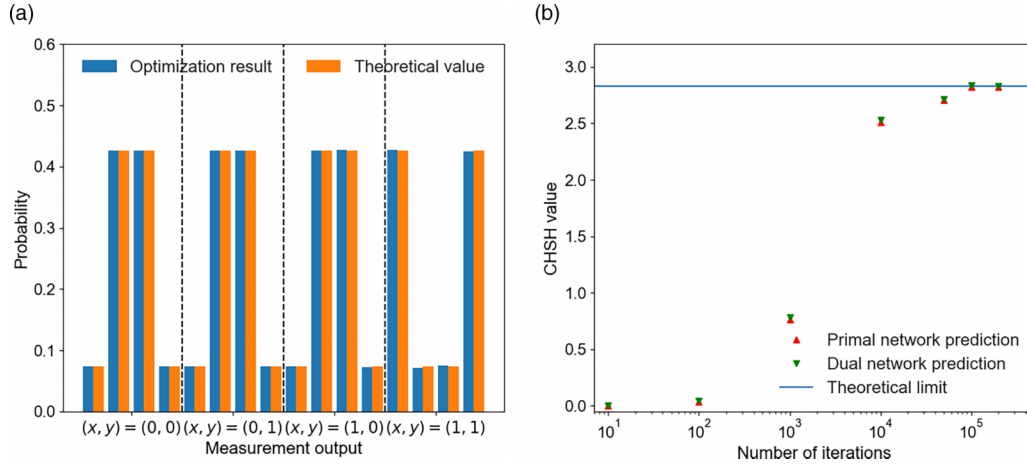 (a)
Optimization result
Theoretical value
Probability
0.6
0.5
0.4
0.3
0.2
0.1
0.0
(x, y) = (0, 0) (x, y) = (0, 1) (x, y) = (1, 0) (x, y) = (1, 1)
Measurement output
(b)
CHSH value
3.0
2.5
2.0
1.5
1.0
0.5
0.0
Primal network prediction
Dual network prediction
Theoretical limit
10¹ 10² 10³ 10⁴ 10⁵
Number of iterations